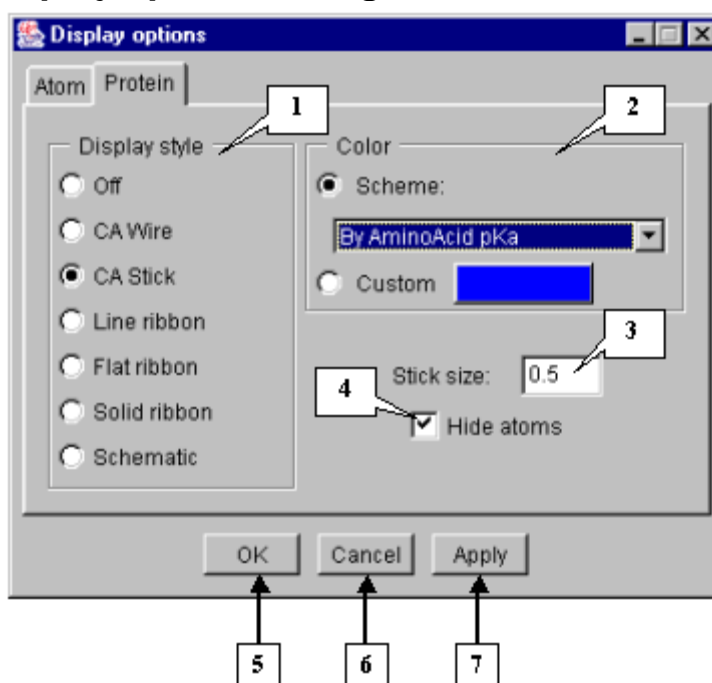 Display options
Atom Protein
1
2
Display style
Color
Off
Scheme:
CA Wire
By AminoAcid pKa
CA Stick
Custom
Line ribbon
3
Flat ribbon
Stick size: 0.5
4
Solid ribbon
Hide atoms
Schematic
OK Cancel Apply
5 6 7